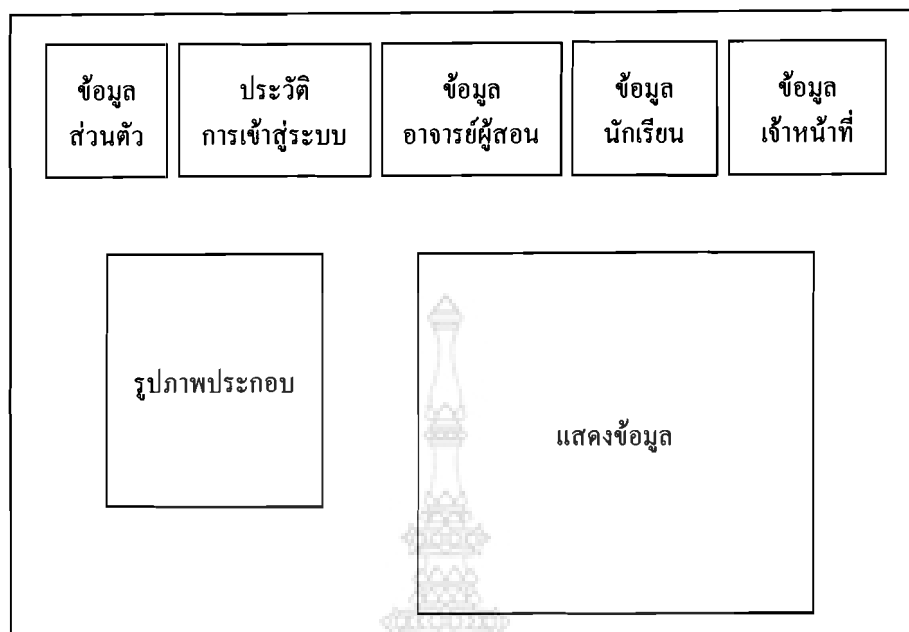 ข้อมูล
ส่วนตัว
ประวัติ
การเข้าสู่ระบบ
ข้อมูล
อาจารย์ผู้สอน
ข้อมูล
นักเรียน
ข้อมูล
เจ้าหน้าที่
รูปภาพประกอบ
แสดงข้อมูล